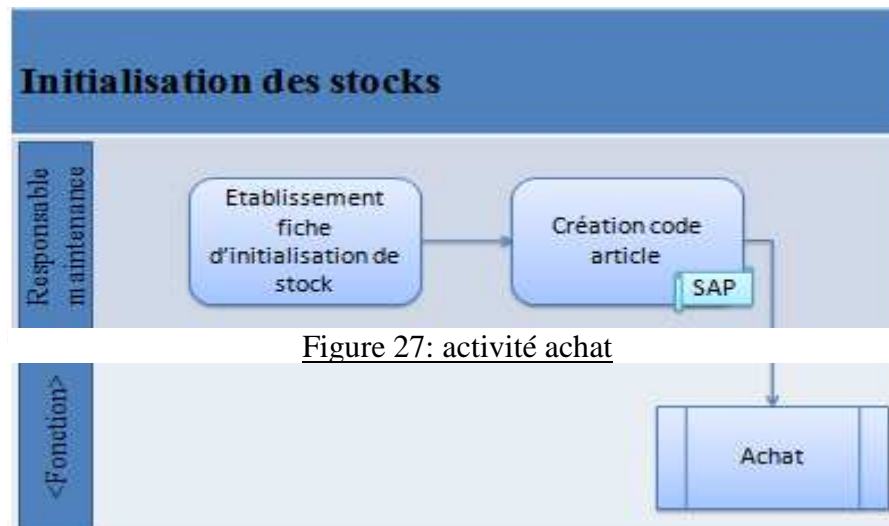 Initialisation des stocks
Responsable
maintenance
Etablissement
fiche
d'initialisation de
stock
Création code
article
SAP
Figure 27: activité achat
<Fonction>
Achat